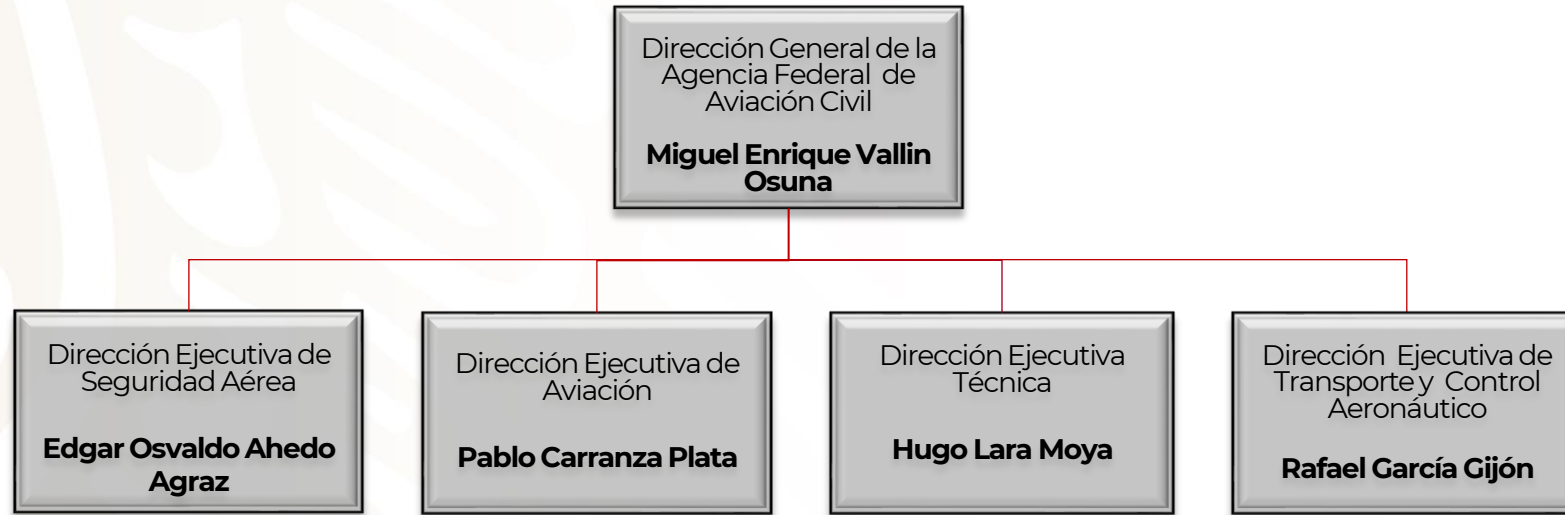 Dirección General de la
Agencia Federal de
Aviación Civil
Miguel Enrique Vallin
Osuna
Dirección Ejecutiva de
Seguridad Aérea
Edgar Osvaldo Ahedo
Agraz
Dirección Ejecutiva de
Aviación
Pablo Carranza Plata
Dirección Ejecutiva
Técnica
Hugo Lara Moya
Dirección Ejecutiva de
Transporte y Control
Aeronáutico
Rafael García Gijón